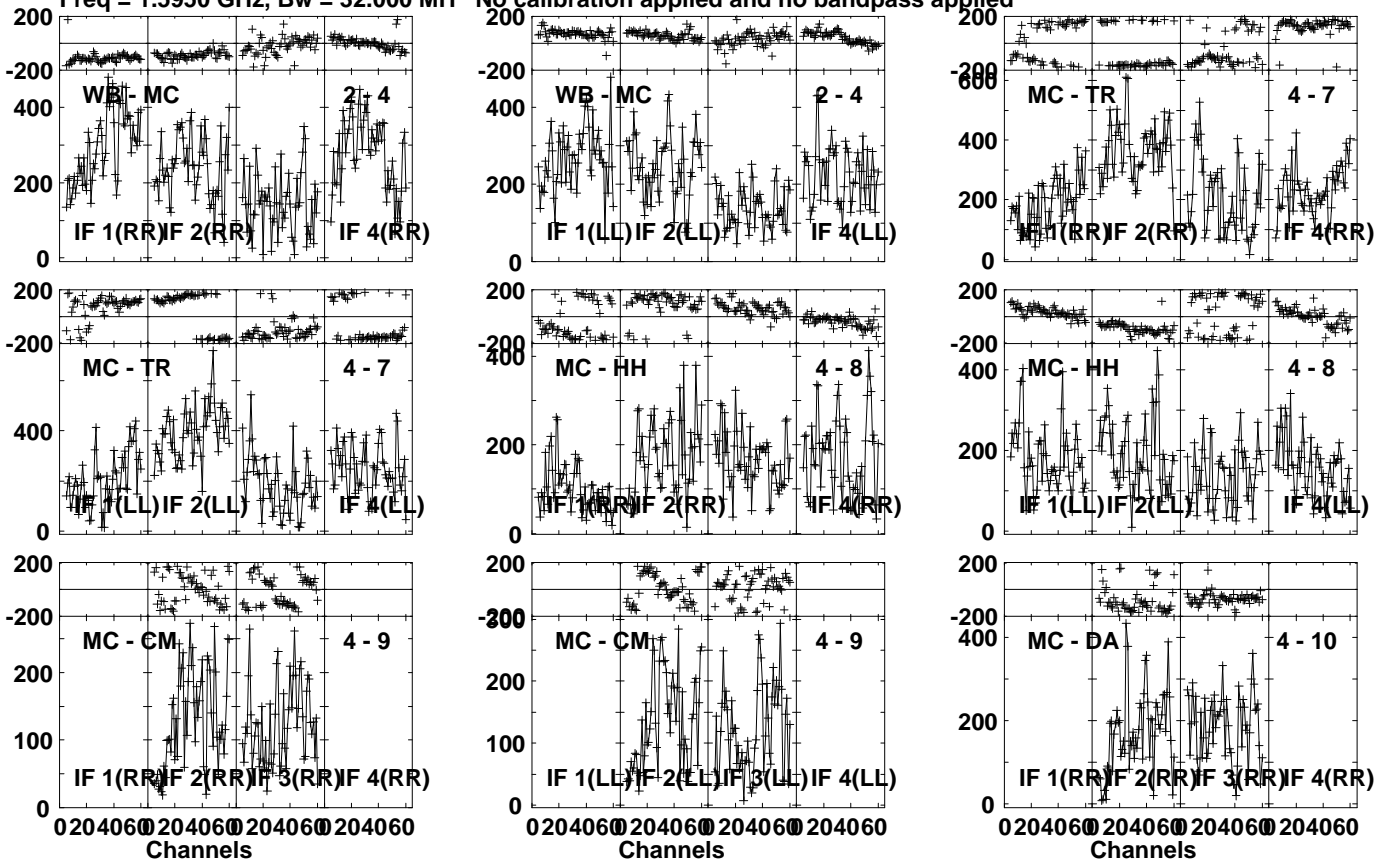 Freq = 1.5950 GHz, Bw = 32.000 MH No calibration applied and no bandpass applied
200
-200
WB - MC 2 - 4
400
200
0
IF 1(RR) IF 2(RR) IF 4(RR)
200
-200
WB - MC 2 - 4
400
200
0
IF 1(LL) IF 2(LL) IF 4(LL)
200
-200
600
MC - TR 4 - 7
400
200
0
IF 1(RR) IF 2(RR) IF 4(RR)
200
-200
MC - TR 4 - 7
400
0
IF 1(LL) IF 2(LL) IF 4(LL)
200
-200
400
MC - HH 4 - 8
200
0
IF 1(RR) IF 2(RR) IF 4(RR)
200
-200
MC - HH 4 - 8
400
200
0
IF 1(LL) IF 2(LL) IF 4(LL)
200
-200
MC - CM 4 - 9
200
100
0
IF 1(RR) IF 2(RR) IF 3(RR) IF 4(RR)
0 20 40 60 0 20 40 60 0 20 40 60 0 20 40 60
Channels
200
-200
300
MC - CM 4 - 9
200
100
0
IF 1(LL) IF 2(LL) IF 3(LL) IF 4(LL)
0 20 40 60 0 20 40 60 0 20 40 60 0 20 40 60
Channels
200
-200
MC - DA 4 - 10
400
200
0
IF 1(RR) IF 2(RR) IF 3(RR) IF 4(RR)
0 20 40 60 0 20 40 60 0 20 40 60 0 20 40 60
Channels